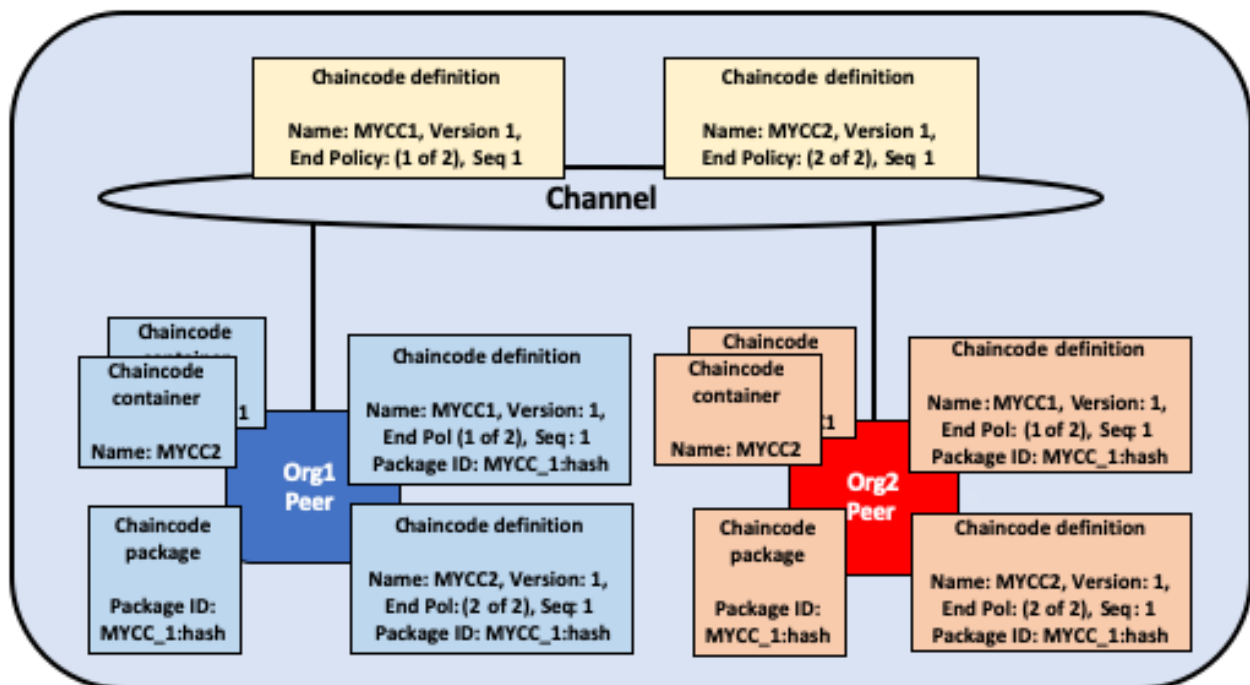 Chaincode definition
Name: MYCC1, Version 1,
End Policy: (1 of 2), Seq 1
Chaincode definition
Name: MYCC2, Version 1,
End Policy: (2 of 2), Seq 1
Channel
Chaincode
1
Chaincode
container
Name: MYCC2
Chaincode definition
Name: MYCC1, Version: 1,
End Pol (1 of 2), Seq: 1
Package ID: MYCC_1:hash
Org1
Peer
Chaincode
package
Package ID:
MYCC_1:hash
Chaincode definition
Name: MYCC2, Version: 1,
End Pol: (2 of 2), Seq: 1
Package ID: MYCC_1:hash
Chaincode
1
Chaincode
container
Name: MYCC2
Chaincode definition
Name: MYCC1, Version: 1,
End Pol: (1 of 2), Seq: 1
Package ID: MYCC_1:hash
Org2
Peer
Chaincode
package
Package ID:
MYCC_1:hash
Chaincode definition
Name: MYCC2, Version: 1,
End Pol: (2 of 2), Seq: 1
Package ID: MYCC_1:hash